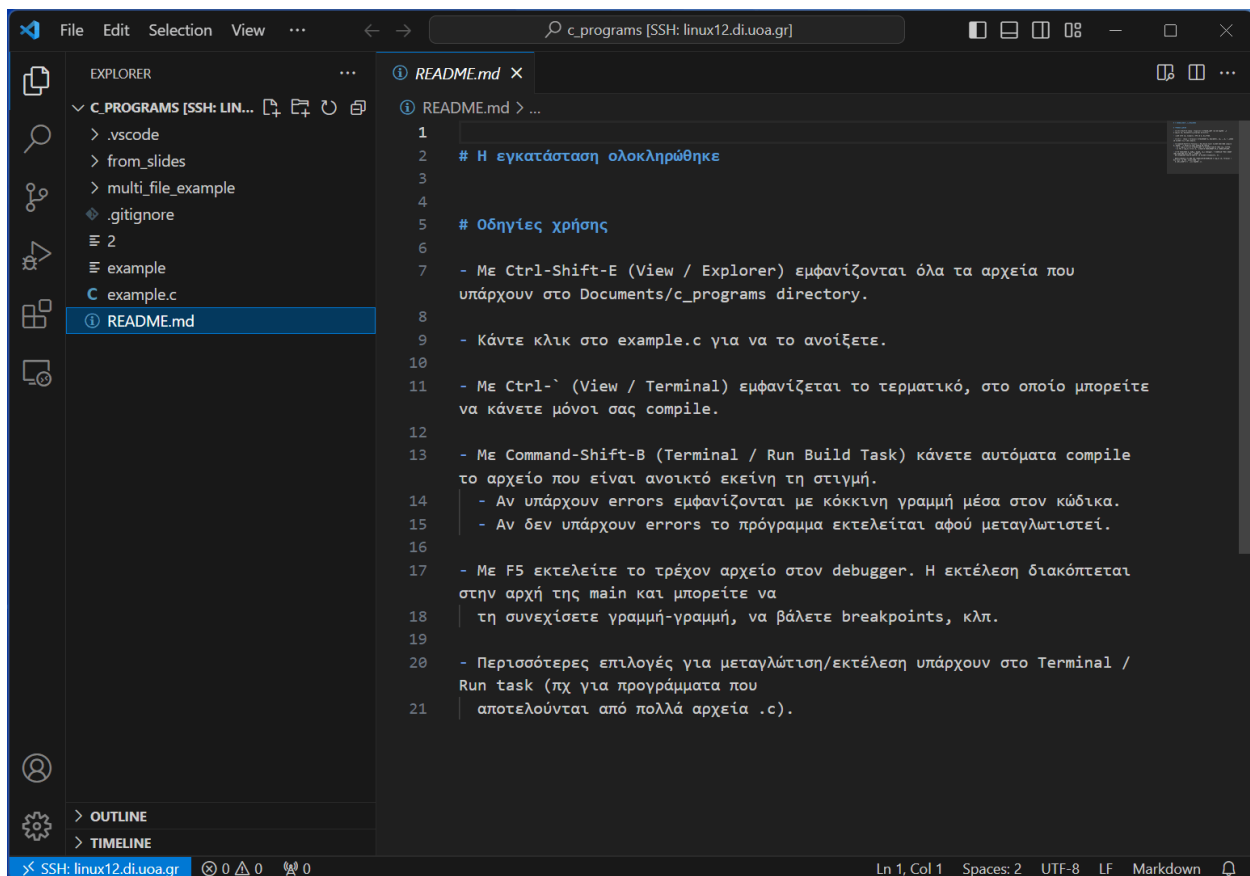 File Edit Selection View ···
c_programs [SSH: linux12.di.uoa.gr]
EXPLORER ···
C_PROGRAMS [SSH: LIN...
> .vscode
> from_slides
> multi_file_example
.gitignore
2
example
C example.c
README.md
OUTLINE
TIMELINE
README.md
README.md > ...
1
2 # Η εγκατάσταση ολοκληρώθηκε
3
4
5 # Οδηγίες χρήσης
6
7 - Με Ctrl-Shift-E (View / Explorer) εμφανίζονται όλα τα αρχεία που
υπάρχουν στο Documents/c_programs directory.
8
9 - Κάντε κλικ στο example.c για να το ανοίξετε.
10
11 - Με Ctrl-` (View / Terminal) εμφανίζεται το τερματικό, στο οποίο μπορείτε
να κάνετε μόνοι σας compile.
12
13 - Με Command-Shift-B (Terminal / Run Build Task) κάνετε αυτόματα compile
το αρχείο που είναι ανοικτό εκείνη τη στιγμή.
14 - Αν υπάρχουν errors εμφανίζονται με κόκκινη γραμμή μέσα στον κώδικα.
15 - Αν δεν υπάρχουν errors το πρόγραμμα εκτελείται αφού μεταγλωτιστεί.
16
17 - Με F5 εκτελείτε το τρέχον αρχείο στον debugger. Η εκτέλεση διακόπτεται
στην αρχή της main και μπορείτε να
18 τη συνεχίσετε γραμμή-γραμμή, να βάλετε breakpoints, κλπ.
19
20 - Περισσότερες επιλογές για μεταγλώτιση/εκτέλεση υπάρχουν στο Terminal /
Run task (πχ για προγράμματα που
21 αποτελούνται από πολλά αρχεία .c).
SSH: linux12.di.uoa.gr 0 0 0 Ln 1, Col 1 Spaces: 2 UTF-8 LF Markdown